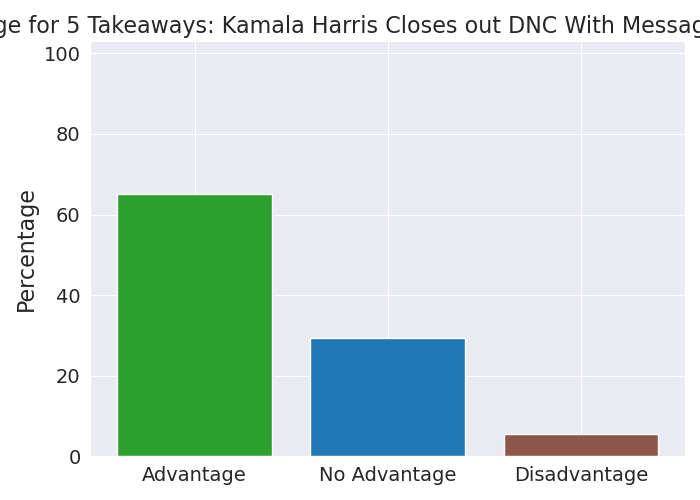 ge for 5 Takeaways: Kamala Harris Closes out DNC With Messag
100
80
60
40
20
0
Percentage
Advantage No Advantage Disadvantage